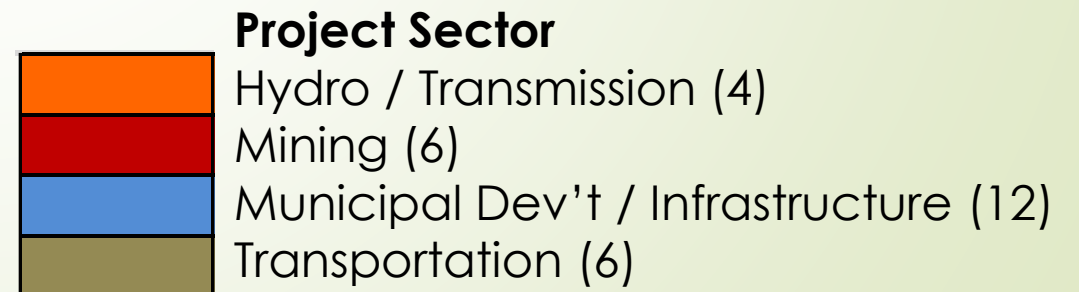 Project Sector
Hydro / Transmission (4)
Mining (6)
Municipal Dev’t / Infrastructure (12)
Transportation (6)